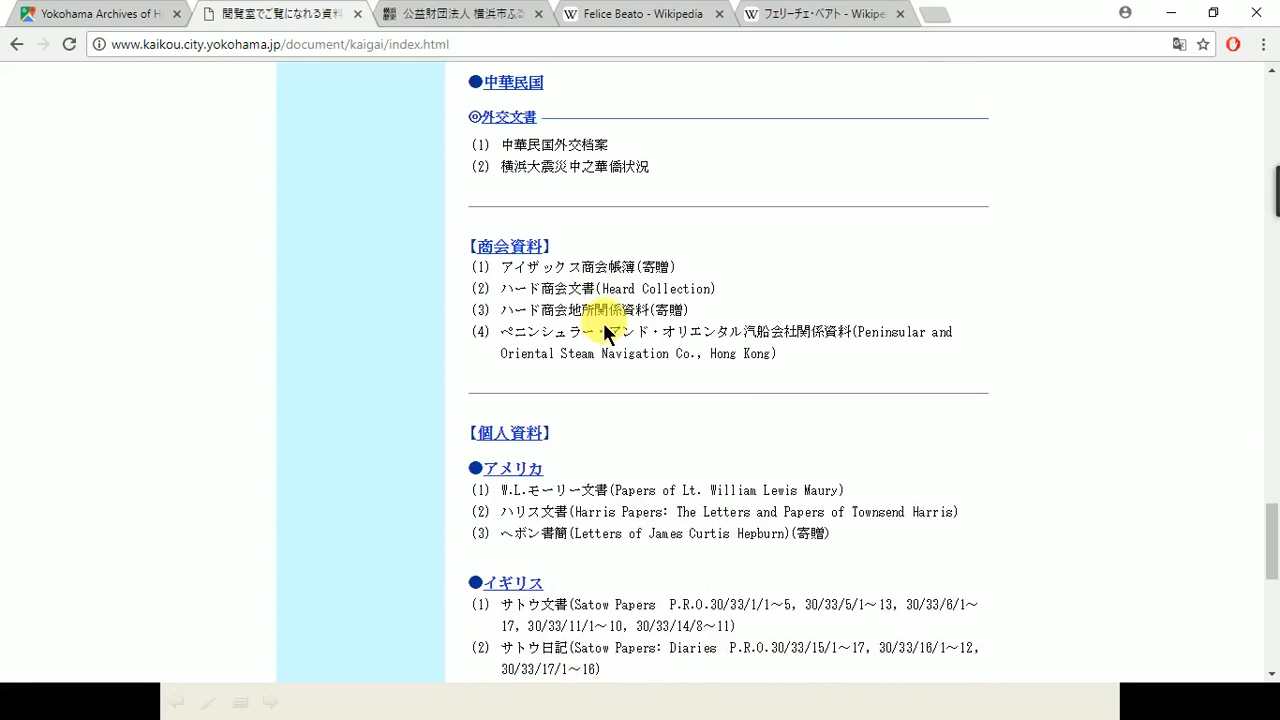 Yokohama Archives of Hi
閲覧室でご覧になれる資料
公益財団法人 横浜市ふる
Felice Beato - Wikipedia
フェリーチェ・ベアト - Wikipe
www.kaikou.city.yokohama.jp/document/kaigai/index.html
●中華民国
◎外交文書
(1) 中華民国外交档案
(2) 横浜大震災中之華僑状況
【商会資料】
(1) アイザックス商会帳簿(寄贈)
(2) ハード商会文書(Heard Collection)
(3) ハード商会地所関係資料(寄贈)
(4) ペニンシュラー・アンド・オリエンタル汽船会社関係資料(Peninsular and
Oriental Steam Navigation Co., Hong Kong)
【個人資料】
●アメリカ
(1) W.L.モーリー文書(Papers of Lt. William Lewis Maury)
(2) ハリス文書(Harris Papers: The Letters and Papers of Townsend Harris)
(3) ヘボン書簡(Letters of James Curtis Hepburn)(寄贈)
●イギリス
(1) サトウ文書(Satow Papers P.R.O.30/33/1/1～5, 30/33/5/1～13, 30/33/6/1～
17, 30/33/11/1～10, 30/33/14/8～11)
(2) サトウ日記(Satow Papers: Diaries P.R.O.30/33/15/1～17, 30/33/16/1～12,
30/33/17/1～16)